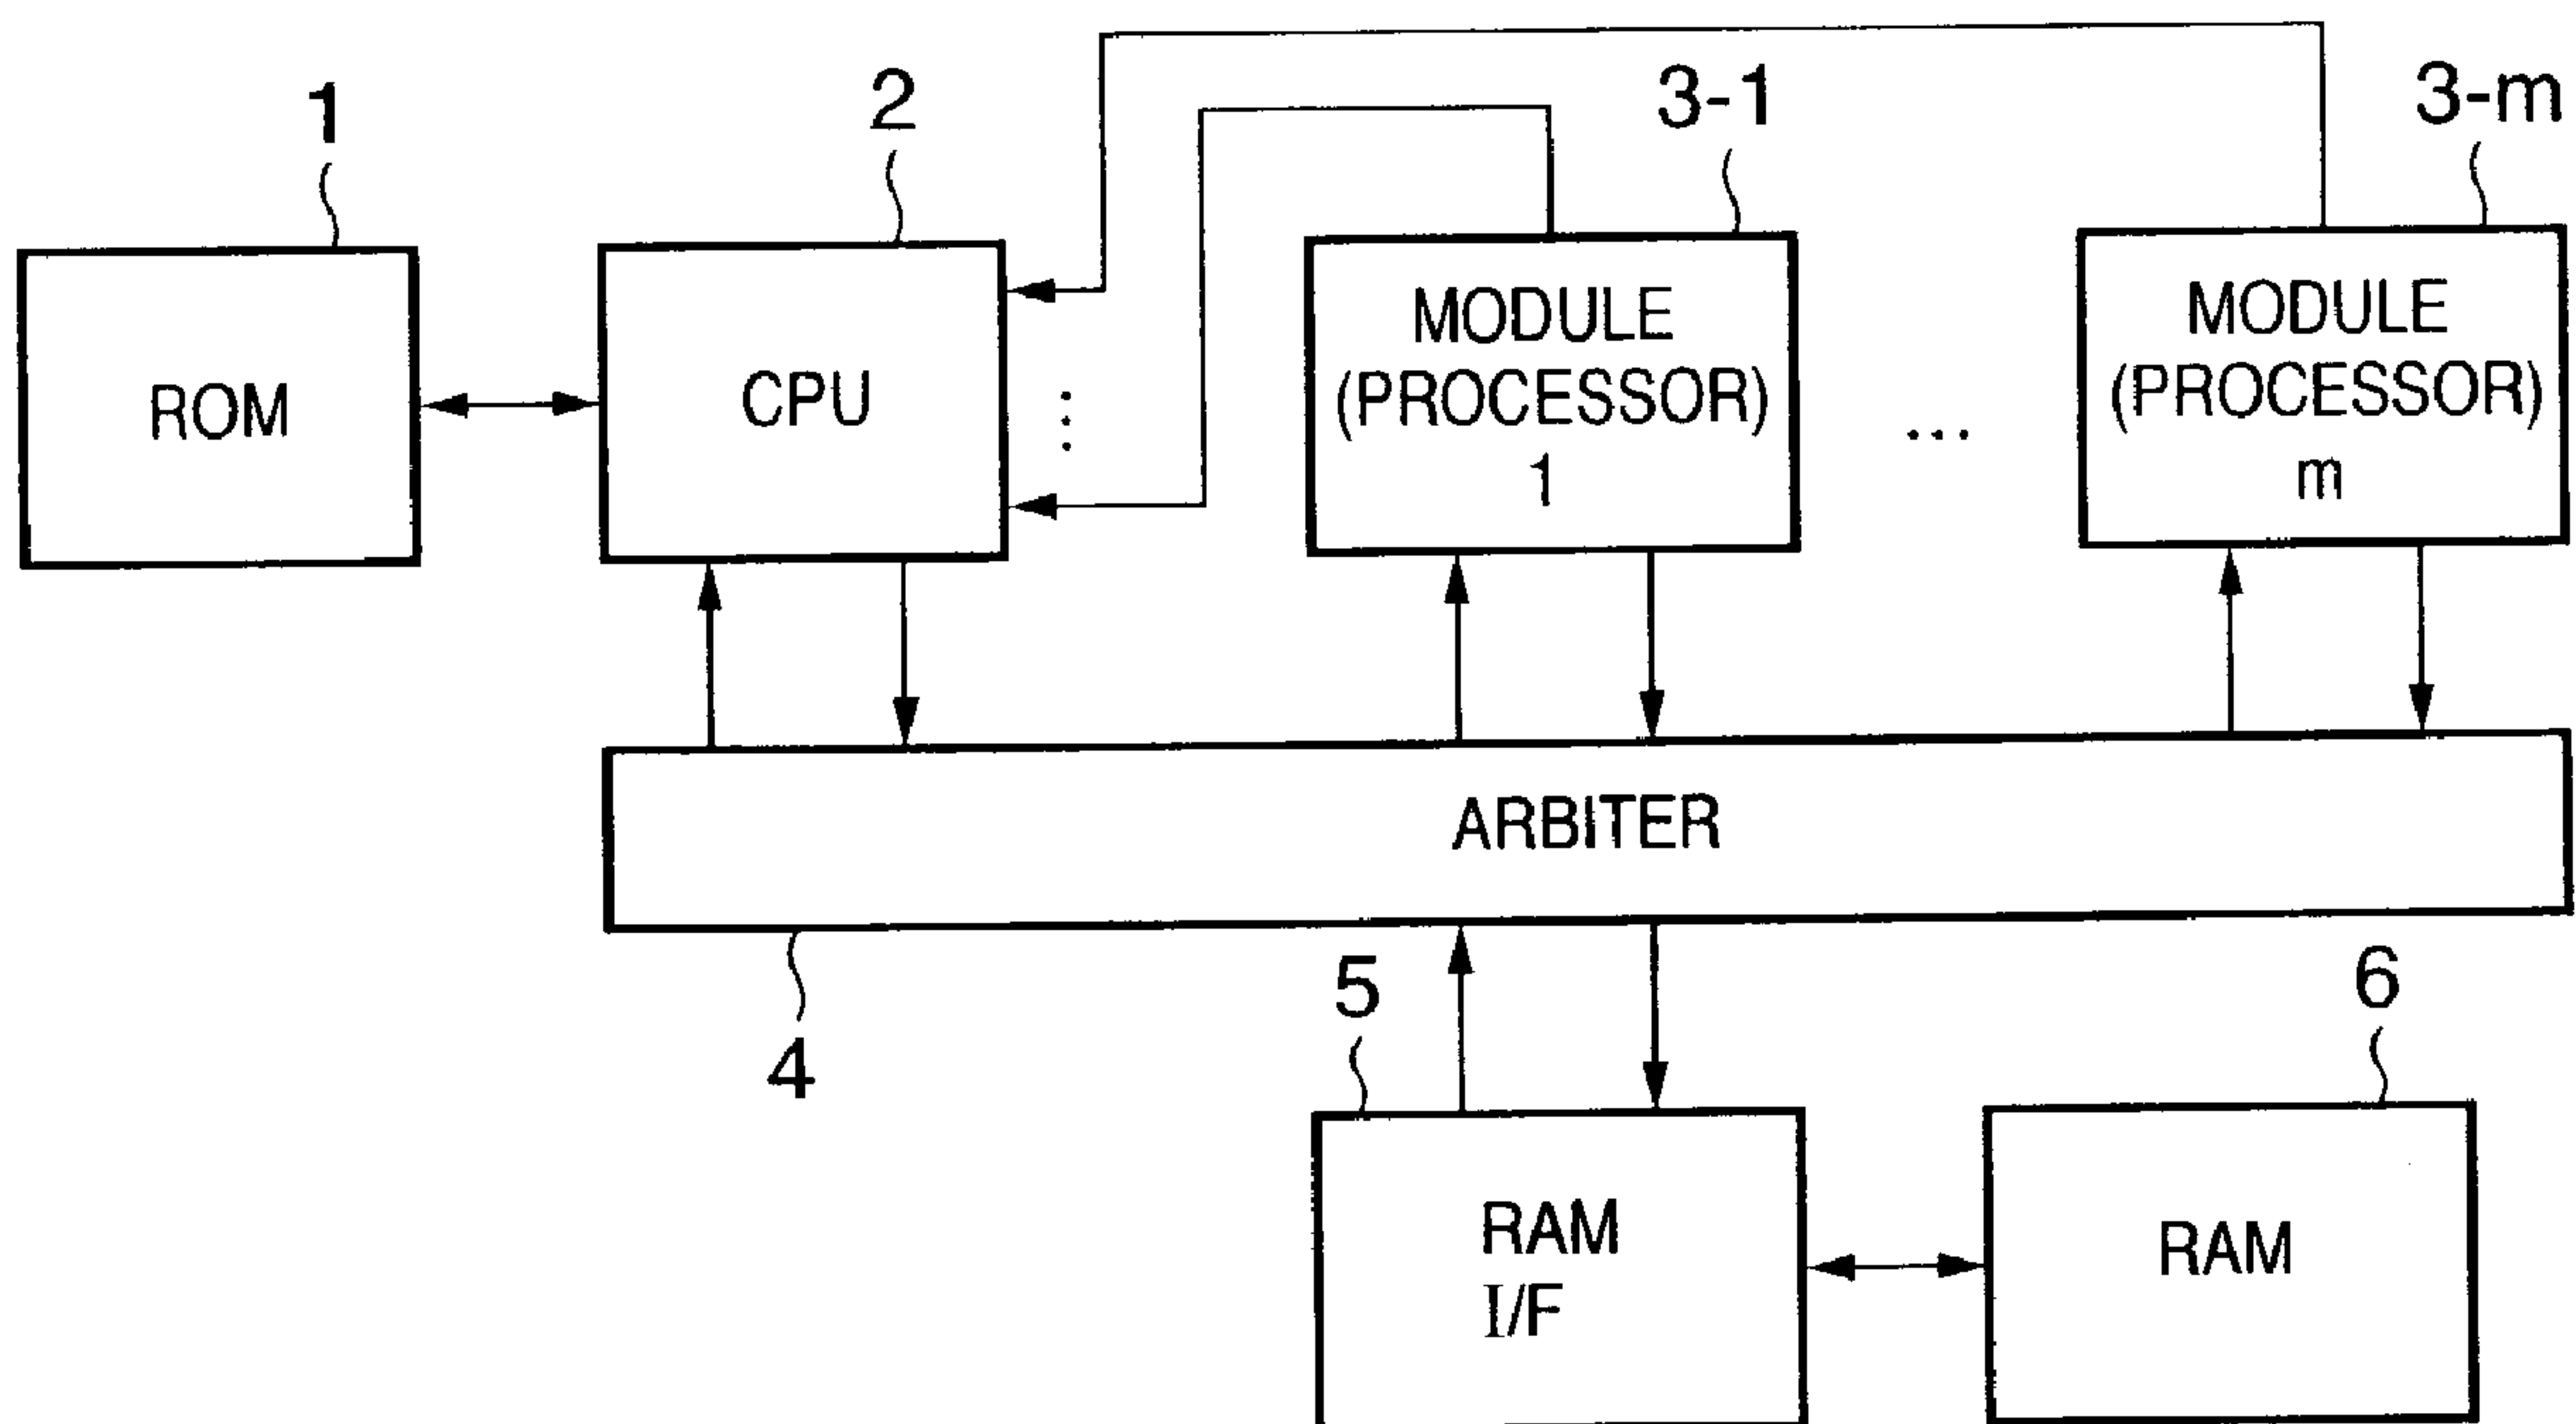 1
2
3-1
3-m
ROM
CPU
⋮
MODULE
(PROCESSOR)
1
...
MODULE
(PROCESSOR)
m
ARBITER
4
5
6
RAM
I/F
RAM